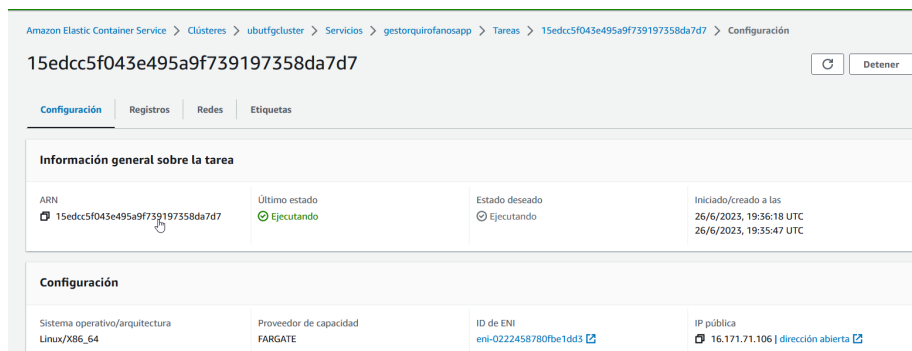 Amazon Elastic Container Service > Clústeres > ubutfgcluster > Servicios > gestorquirofanosapp > Tareas > 15edcc5f043e495a9f739197358da7d7 > Configuración
15edcc5f043e495a9f739197358da7d7
Detener
Configuración Registros Redes Etiquetas
Información general sobre la tarea
ARN Último estado Estado deseado Iniciado/creado a las
15edcc5f043e495a9f739197358da7d7 Ejecutando Ejecutando 26/6/2023, 19:36:18 UTC
26/6/2023, 19:35:47 UTC
Configuración
Sistema operativo/arquitectura Proveedor de capacidad ID de ENI IP pública
Linux/X86_64 FARGATE eni-0222458780fbe1dd3 16.171.71.106 | dirección abierta